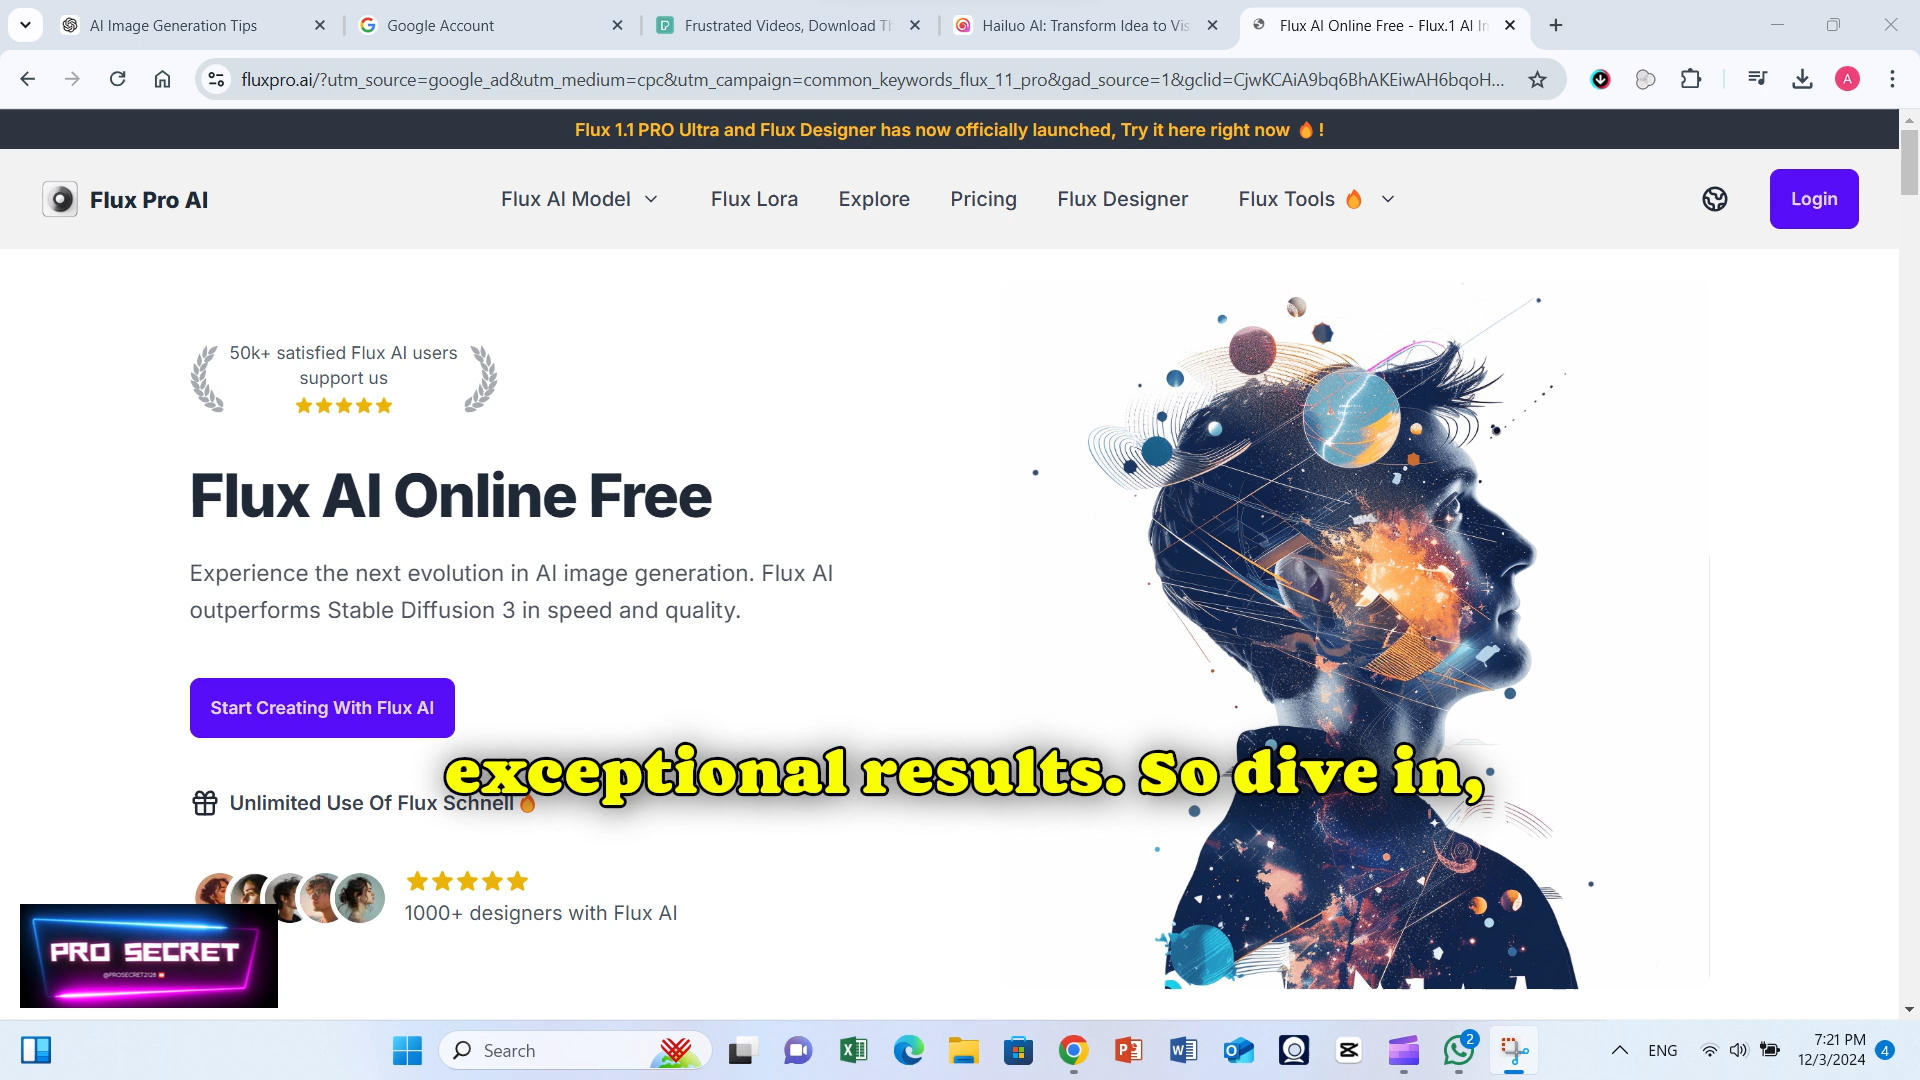 AI Image Generation Tips
Google Account
Frustrated Videos, Download Th
Hailuo AI: Transform Idea to Vis
Flux AI Online Free - Flux.1 AI In
fluxpro.ai/?utm_source=google_ad&utm_medium=cpc&utm_campaign=common_keywords_flux_11_pro&gad_source=1&gclid=CjwKCAiA9bq6BhAKEiwAH6bqoH...
A
Flux 1.1 PRO Ultra and Flux Designer has now officially launched, Try it here right now 🔥 !
Flux Pro AI
Flux AI Model
Flux Lora
Explore
Pricing
Flux Designer
Flux Tools 🔥
Login
50k+ satisfied Flux AI users
support us
Flux AI Online Free
Experience the next evolution in AI image generation. Flux AI
outperforms Stable Diffusion 3 in speed and quality.
Start Creating With Flux AI
exceptional results. So dive in,
Unlimited Use Of Flux Schnell 🔥
1000+ designers with Flux AI
PRO SECRET
@PROSECRET2128
Search
2
ENG
7:21 PM
12/3/2024
4